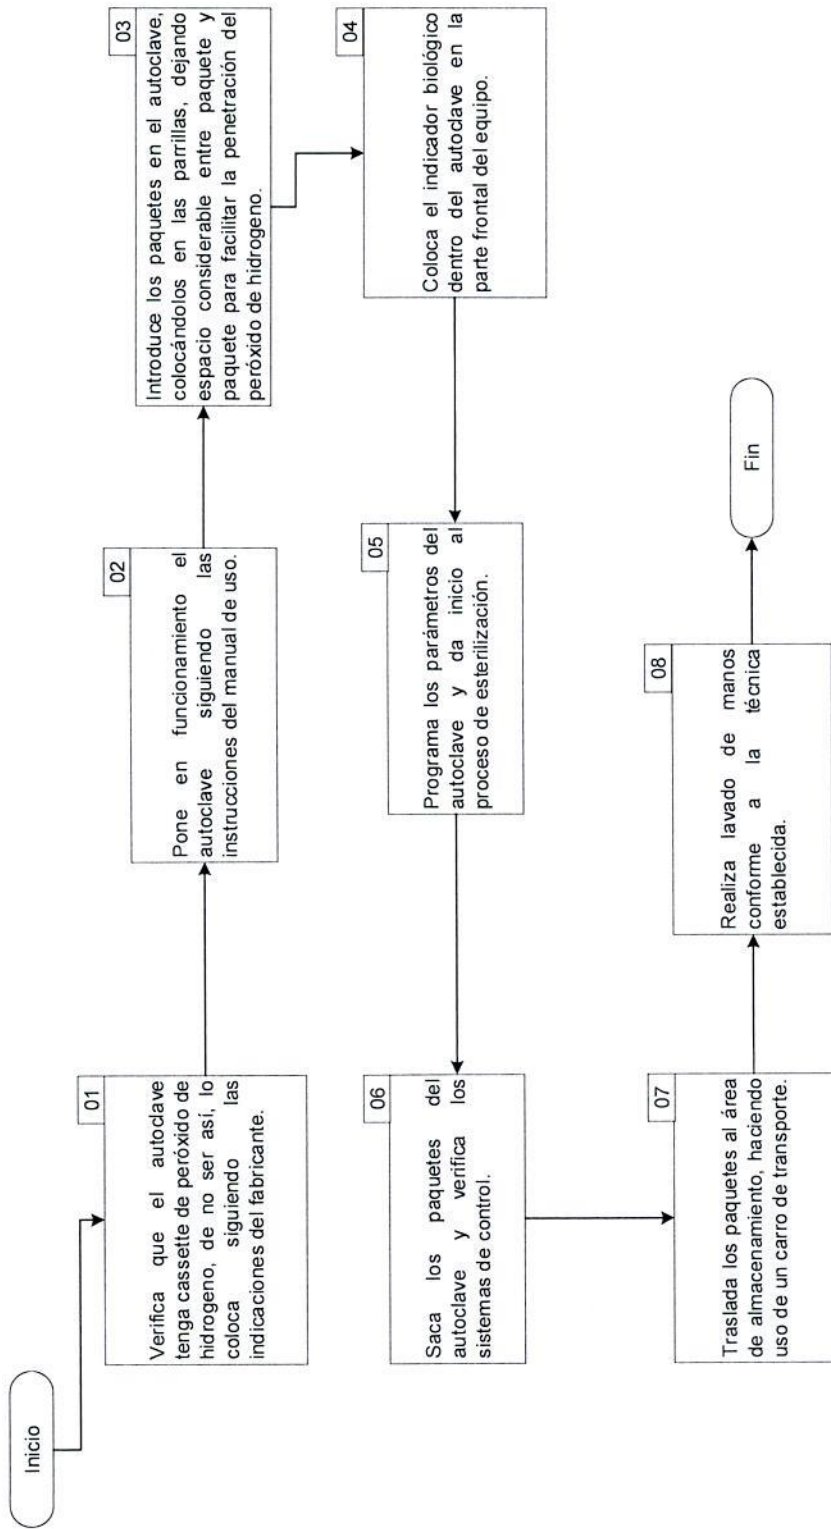 Inicio
01
Verifica que el autoclave
tenga cassette de peróxido de
hidrogeno, de no ser así, lo
coloca siguiendo las
indicaciones del fabricante.
02
Pone en funcionamiento el
autoclave siguiendo las
instrucciones del manual de uso.
03
Introduce los paquetes en el autoclave,
colocándolos en las parrillas, dejando
espacio considerable entre paquete y
paquete para facilitar la penetración del
peróxido de hidrogeno.
04
Coloca el indicador biológico
dentro del autoclave en la
parte frontal del equipo.
05
Programa los parámetros del
autoclave y da inicio al
proceso de esterilización.
06
Saca los paquetes del
autoclave y verifica los
sistemas de control.
07
Traslada los paquetes al área
de almacenamiento, haciendo
uso de un carro de transporte.
08
Realiza lavado de manos
conforme a la técnica
establecida.
Fin